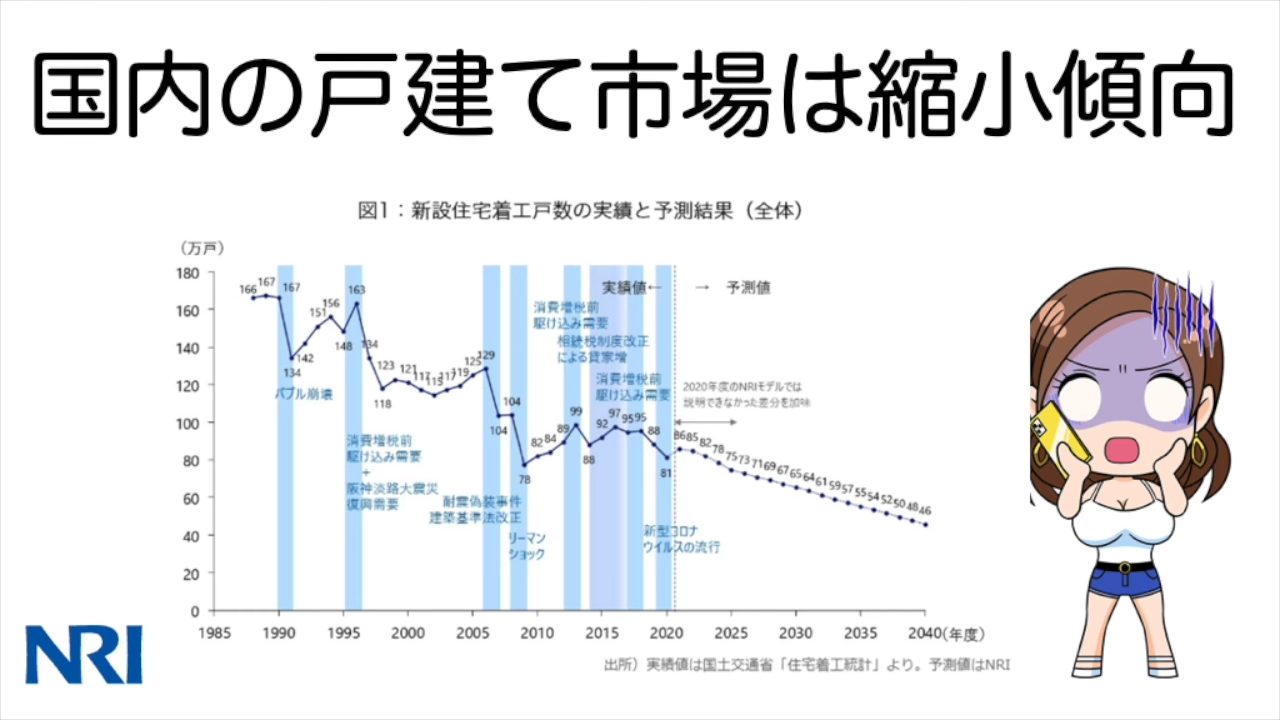 国内の戸建て市場は縮小傾向
図1：新設住宅着工戸数の実績と予測結果（全体）
（万戸）
180
160
140
120
100
80
60
40
20
0
166 167 167 134 142 151 156 148 163 134 118 123 121 117 115 117 119 125 129 104 104 78 82 84 89 99 88 92 97 95 95 88 81
86 85 82 78 75 73 71 69 67 65 64 61 59 57 55 54 52 50 48 46
実績値← → 予測値
バブル崩壊
消費増税前
駆け込み需要
+
阪神淡路大震災
復興需要
耐震偽装事件
建築基準法改正
リーマン
ショック
消費増税前
駆け込み需要
相続税制度改正
による貸家増
消費増税前
駆け込み需要
新型コロナ
ウイルスの流行
2020年度のNRIモデルでは
説明できなかった差分を加味
1985 1990 1995 2000 2005 2010 2015 2020 2025 2030 2035 2040(年度)
出所）実績値は国土交通省「住宅着工統計」より。予測値はNRI
NRI